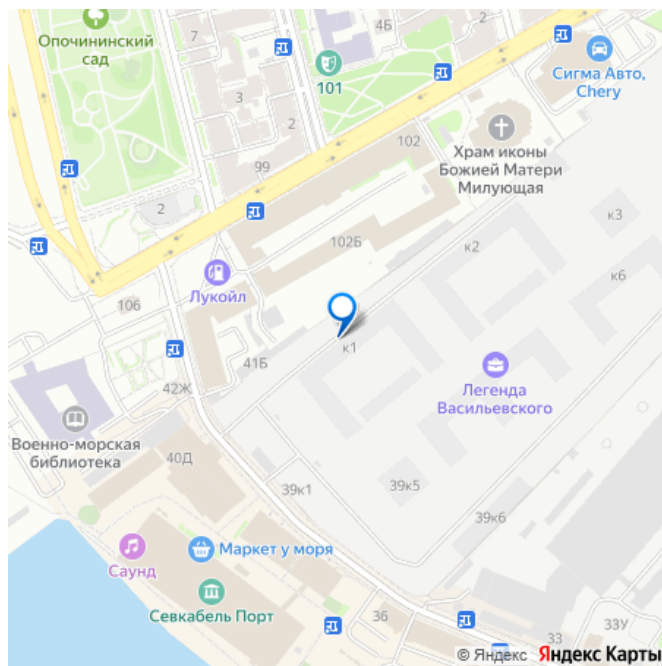 Опочининский
сад
7
4Б
101
3
2
Сигма Авто,
Chery
102
Храм иконы
Божией Матери
Милующая
99
2
к3
102Б
к2
к6
Лукойл
106
к1
41Б
Легенда
Васильевского
42Ж
Военно-морская
библиотека
40Д
39к1
39к5
39к6
Маркет у моря
Саунд
Севкабель Порт
36
33
33У
© Яндекс Яндекс Карты